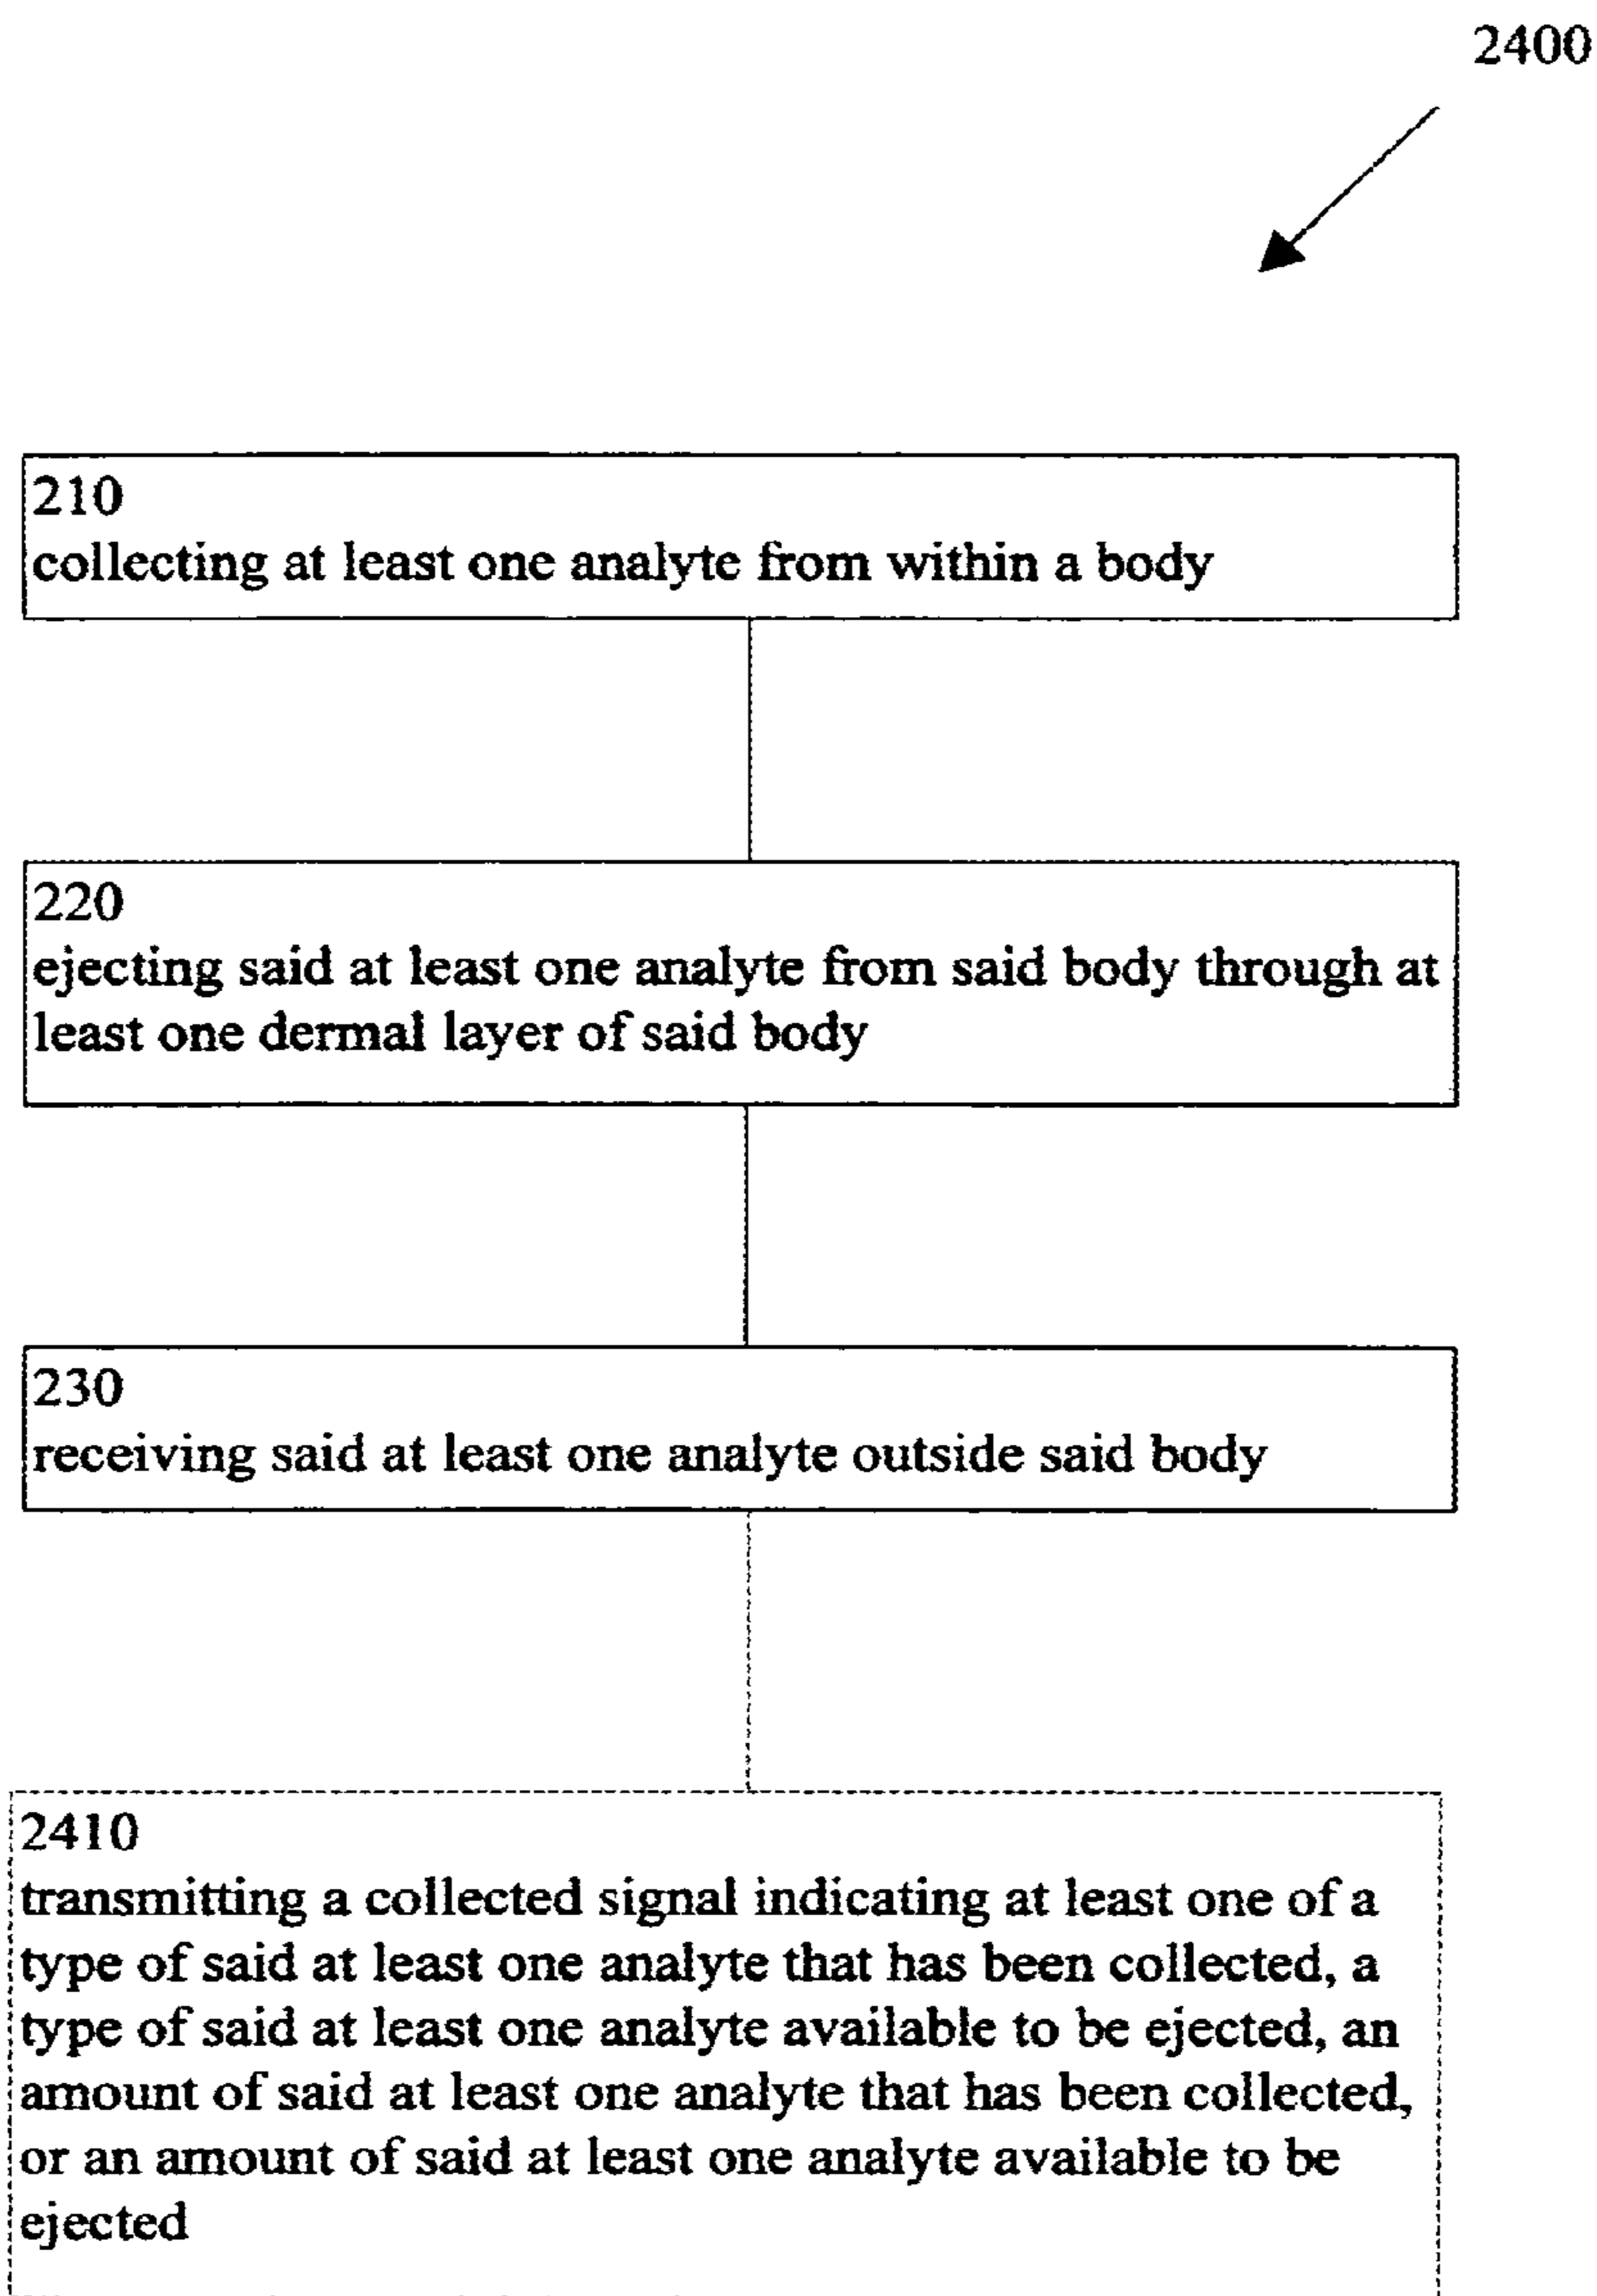 2400
210
collecting at least one analyte from within a body
220
ejecting said at least one analyte from said body through at
least one dermal layer of said body
230
receiving said at least one analyte outside said body
2410
transmitting a collected signal indicating at least one of a
type of said at least one analyte that has been collected, a
type of said at least one analyte available to be ejected, an
amount of said at least one analyte that has been collected,
or an amount of said at least one analyte available to be
ejected